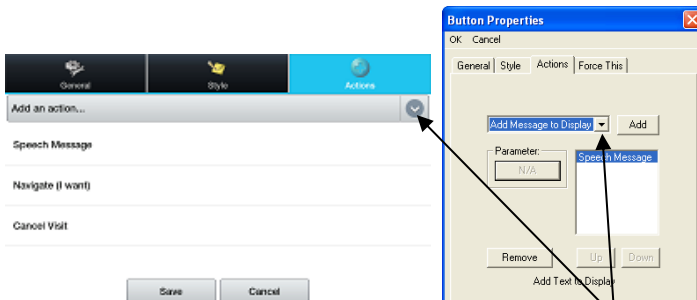 General Style Actions
Add an action...
Speech Message
Navigate (I want)
Cancel Visit
Save Cancel
Button Properties
OK Cancel
General Style Actions Force This
Add Message to Display Add
Parameter:
N/A
Speech Message
Remove Up Down
Add Text to Display